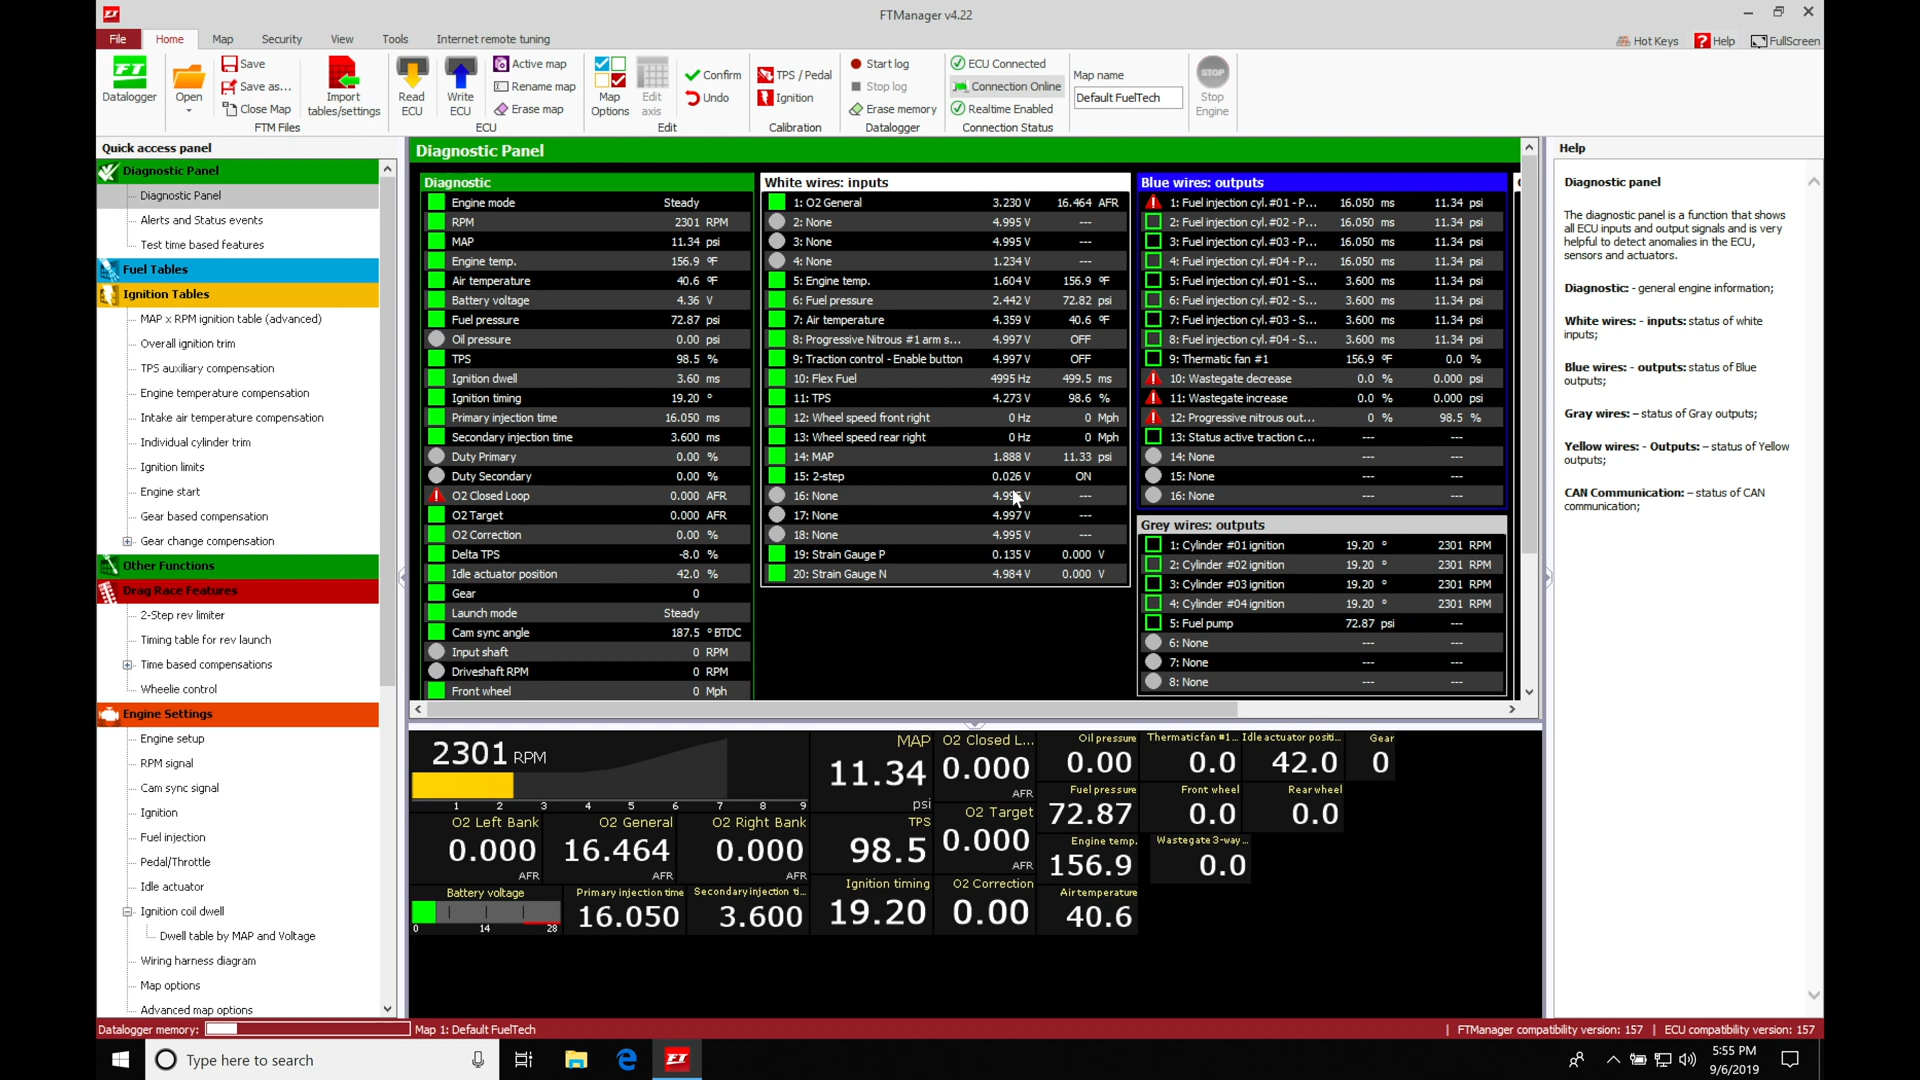 FTManager v4.22
File Home Map Security View Tools Internet remote tuning
Hot Keys Help FullScreen
Datalogger
Open
Save
Save as...
Close Map
Import tables/settings
FTM Files
Read ECU
Write ECU
Active map
Rename map
Erase map
ECU
Map Options
Edit axis
Confirm
Undo
Edit
TPS / Pedal
Ignition
Calibration
Start log
Stop log
Erase memory
Datalogger
ECU Connected
Connection Online
Realtime Enabled
Connection Status
Map name
Default FuelTech
STOP
Stop Engine
Quick access panel
Diagnostic Panel
Diagnostic Panel
Alerts and Status events
Test time based features
Fuel Tables
Ignition Tables
MAP x RPM ignition table (advanced)
Overall ignition trim
TPS auxiliary compensation
Engine temperature compensation
Intake air temperature compensation
Individual cylinder trim
Ignition limits
Engine start
Gear based compensation
Gear change compensation
Other Functions
Drag Race Features
2-Step rev limiter
Timing table for rev launch
Time based compensations
Wheelie control
Engine Settings
Engine setup
RPM signal
Cam sync signal
Ignition
Fuel injection
Pedal/Throttle
Idle actuator
Ignition coil dwell
Dwell table by MAP and Voltage
Wiring harness diagram
Map options
Advanced map options
Diagnostic Panel
Diagnostic
Engine mode Steady
RPM 2301 RPM
MAP 11.34 psi
Engine temp. 156.9 ºF
Air temperature 40.6 ºF
Battery voltage 4.36 V
Fuel pressure 72.87 psi
Oil pressure 0.00 psi
TPS 98.5 %
Ignition dwell 3.60 ms
Ignition timing 19.20 º
Primary injection time 16.050 ms
Secondary injection time 3.600 ms
Duty Primary 0.00 %
Duty Secondary 0.00 %
O2 Closed Loop 0.000 AFR
O2 Target 0.000 AFR
O2 Correction 0.00 %
Delta TPS -8.0 %
Idle actuator position 42.0 %
Gear 0
Launch mode Steady
Cam sync angle 187.5 º BTDC
Input shaft 0 RPM
Driveshaft RPM 0 RPM
Front wheel 0 Mph
White wires: inputs
1: O2 General 3.230 V 16.464 AFR
2: None 4.995 V ---
3: None 4.995 V ---
4: None 1.234 V ---
5: Engine temp. 1.604 V 156.9 ºF
6: Fuel pressure 2.442 V 72.82 psi
7: Air temperature 4.359 V 40.6 ºF
8: Progressive Nitrous #1 arm s... 4.997 V OFF
9: Traction control - Enable button 4.997 V OFF
10: Flex Fuel 4995 Hz 499.5 ms
11: TPS 4.273 V 98.6 %
12: Wheel speed front right 0 Hz 0 Mph
13: Wheel speed rear right 0 Hz 0 Mph
14: MAP 1.888 V 11.33 psi
15: 2-step 0.026 V ON
16: None V ---
17: None 4.997 V ---
18: None 4.995 V ---
19: Strain Gauge P 0.135 V 0.000 V
20: Strain Gauge N 4.984 V 0.000 V
Blue wires: outputs
1: Fuel injection cyl. #01 - P... 16.050 ms 11.34 psi
2: Fuel injection cyl. #02 - P... 16.050 ms 11.34 psi
3: Fuel injection cyl. #03 - P... 16.050 ms 11.34 psi
4: Fuel injection cyl. #04 - P... 16.050 ms 11.34 psi
5: Fuel injection cyl. #01 - S... 3.600 ms 11.34 psi
6: Fuel injection cyl. #02 - S... 3.600 ms 11.34 psi
7: Fuel injection cyl. #03 - S... 3.600 ms 11.34 psi
8: Fuel injection cyl. #04 - S... 3.600 ms 11.34 psi
9: Thermatic fan #1 156.9 ºF 0.0 %
10: Wastegate decrease 0.0 % 0.000 psi
11: Wastegate increase 0.0 % 0.000 psi
12: Progressive nitrous out... 0 % 98.5 %
13: Status active traction c... --- ---
14: None --- ---
15: None --- ---
16: None --- ---
Grey wires: outputs
1: Cylinder #01 ignition 19.20 º 2301 RPM
2: Cylinder #02 ignition 19.20 º 2301 RPM
3: Cylinder #03 ignition 19.20 º 2301 RPM
4: Cylinder #04 ignition 19.20 º 2301 RPM
5: Fuel pump 72.87 psi ---
6: None --- ---
7: None --- ---
8: None --- ---
2301 RPM
1 2 3 4 5 6 7 8 9
O2 Left Bank 0.000 AFR
O2 General 16.464 AFR
O2 Right Bank 0.000 AFR
Battery voltage
0 14 28
Primary injection time 16.050
Secondary injection ti... 3.600
MAP 11.34 psi
TPS 98.5
Ignition timing 19.20
O2 Closed L... 0.000 AFR
O2 Target 0.000 AFR
O2 Correction 0.00
Oil pressure 0.00
Fuel pressure 72.87
Engine temp. 156.9
Air temperature 40.6
Thermatic fan #1... 0.0
Front wheel 0.0
Wastegate 3-way... 0.0
Idle actuator positi... 42.0
Rear wheel 0.0
Gear 0
Help
Diagnostic panel
The diagnostic panel is a function that shows
all ECU inputs and output signals and is very
helpful to detect anomalies in the ECU,
sensors and actuators.
Diagnostic: - general engine information;
White wires: - inputs: status of white
inputs;
Blue wires: - outputs: status of Blue
outputs;
Gray wires: – status of Gray outputs;
Yellow wires: - Outputs: – status of Yellow
outputs;
CAN Communication: – status of CAN
communication;
Datalogger memory: Map 1: Default FuelTech
FTManager compatibility version: 157 ECU compatibility version: 157
Type here to search
5:55 PM
9/6/2019